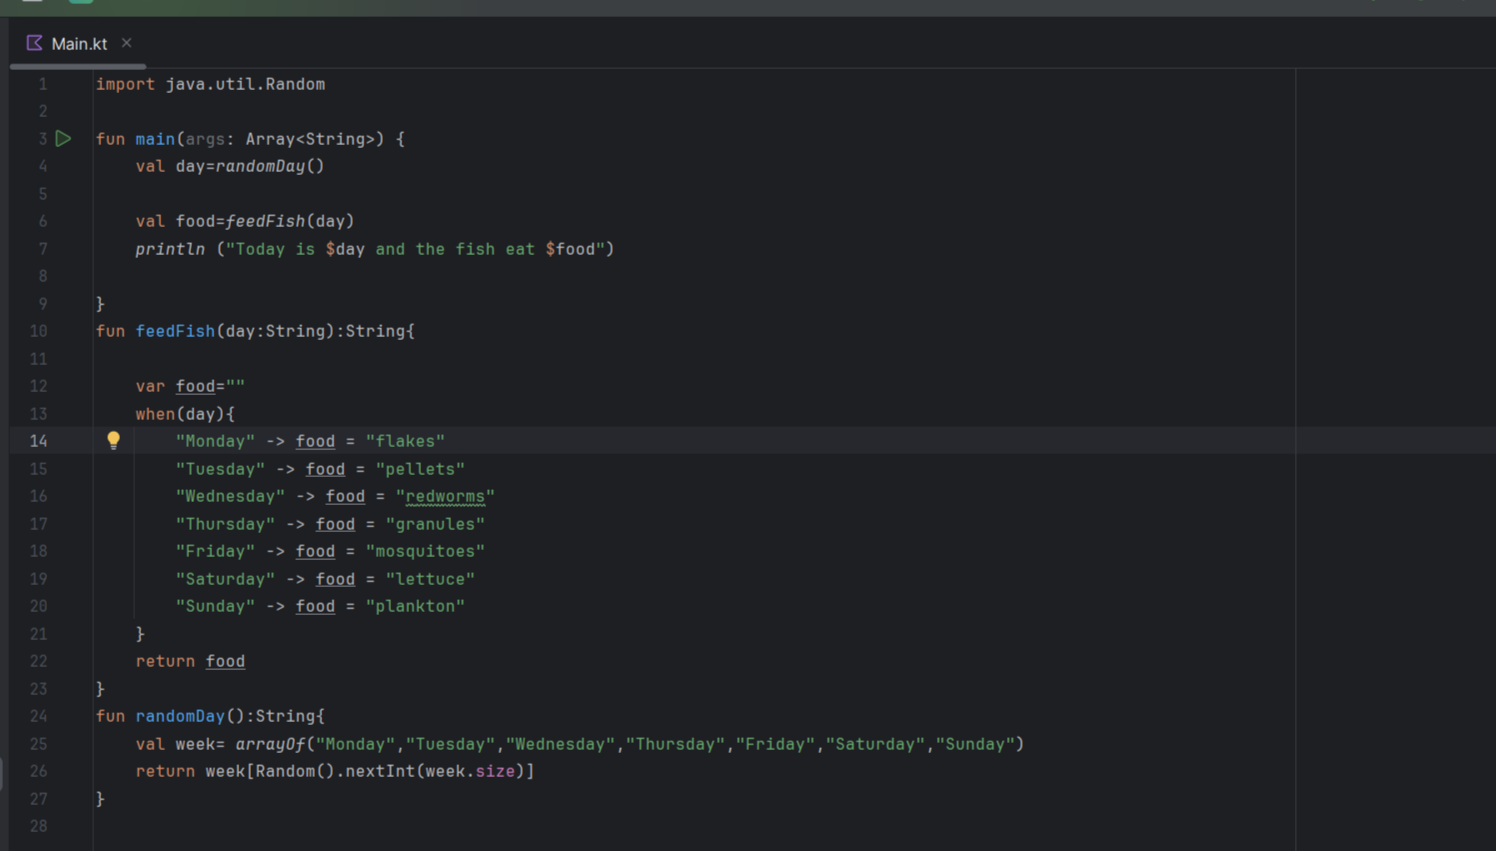 Main.kt ×
1 import java.util.Random
2
3 fun main(args: Array<String>) {
4     val day=randomDay()
5
6     val food=feedFish(day)
7     println ("Today is $day and the fish eat $food")
8
9 }
10 fun feedFish(day:String):String{
11
12     var food=""
13     when(day){
14         "Monday" -> food = "flakes"
15         "Tuesday" -> food = "pellets"
16         "Wednesday" -> food = "redworms"
17         "Thursday" -> food = "granules"
18         "Friday" -> food = "mosquitoes"
19         "Saturday" -> food = "lettuce"
20         "Sunday" -> food = "plankton"
21     }
22     return food
23 }
24 fun randomDay():String{
25     val week= arrayOf("Monday","Tuesday","Wednesday","Thursday","Friday","Saturday","Sunday")
26     return week[Random().nextInt(week.size)]
27 }
28